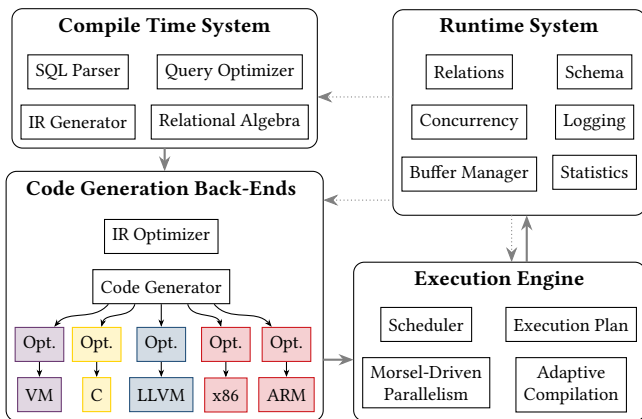 Compile Time System
SQL Parser
Query Optimizer
IR Generator
Relational Algebra
Runtime System
Relations
Schema
Concurrency
Logging
Buffer Manager
Statistics
Code Generation Back-Ends
IR Optimizer
Code Generator
Opt.
Opt.
Opt.
Opt.
Opt.
VM
C
LLVM
x86
ARM
Execution Engine
Scheduler
Execution Plan
Morsel-Driven
Parallelism
Adaptive
Compilation